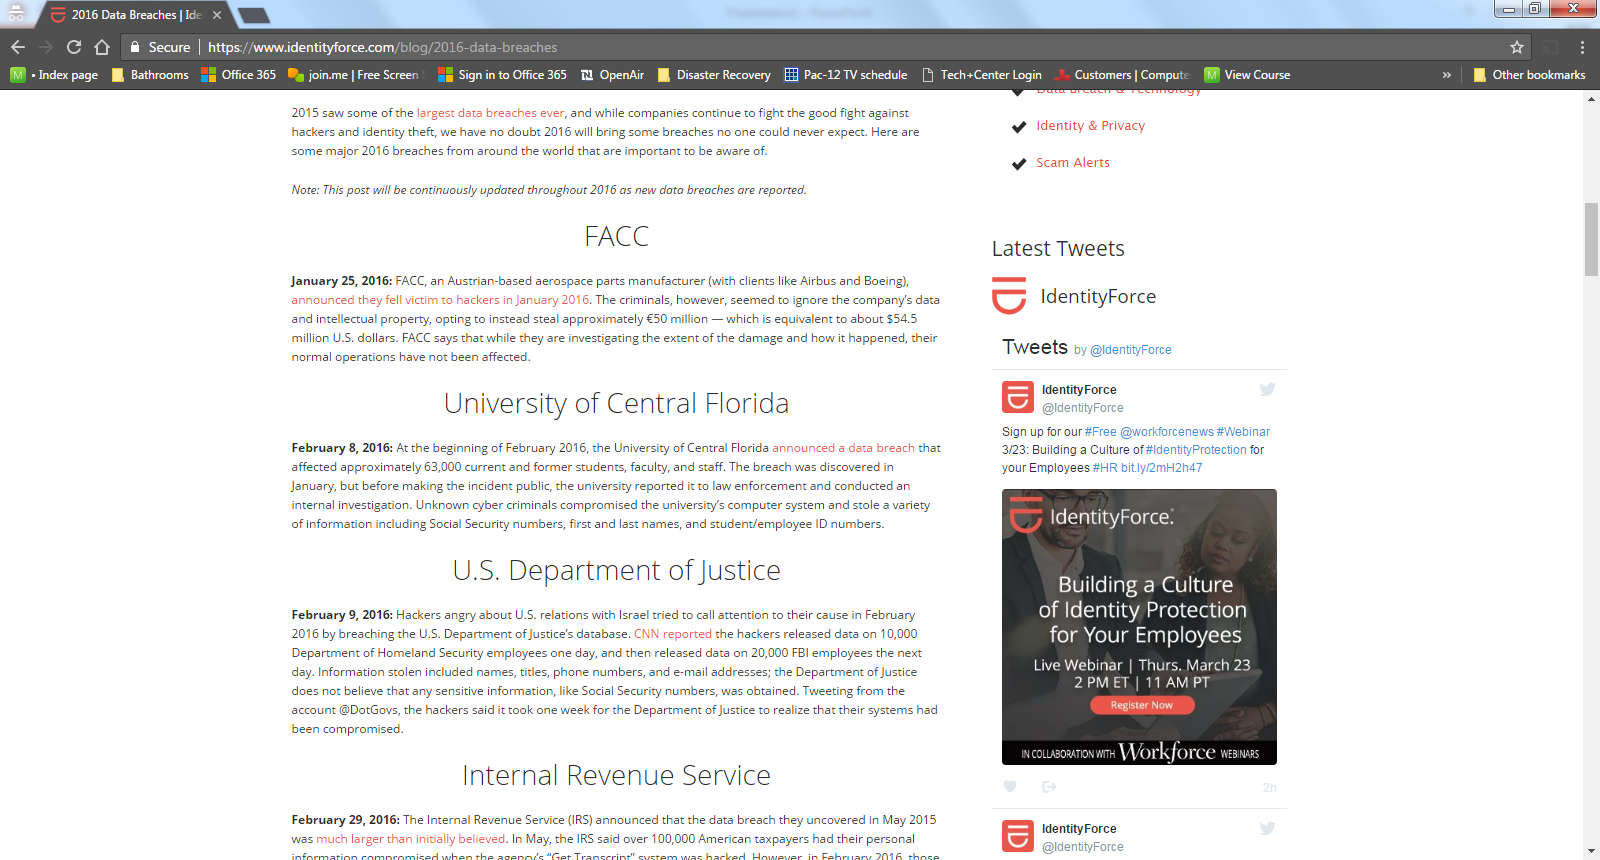 2016 Data Breaches | Ide
Secure | https://www.identityforce.com/blog/2016-data-breaches
• Index page
Bathrooms
Office 365
join.me | Free Screen S
Sign in to Office 365
OpenAir
Disaster Recovery
Pac-12 TV schedule
Tech+Center Login
Customers | Compute
View Course
»
Other bookmarks
2015 saw some of the largest data breaches ever, and while companies continue to fight the good fight against
hackers and identity theft, we have no doubt 2016 will bring some breaches no one could never expect. Here are
some major 2016 breaches from around the world that are important to be aware of.
Note: This post will be continuously updated throughout 2016 as new data breaches are reported.
FACC
January 25, 2016: FACC, an Austrian-based aerospace parts manufacturer (with clients like Airbus and Boeing),
announced they fell victim to hackers in January 2016. The criminals, however, seemed to ignore the company’s data
and intellectual property, opting to instead steal approximately €50 million — which is equivalent to about $54.5
million U.S. dollars. FACC says that while they are investigating the extent of the damage and how it happened, their
normal operations have not been affected.
University of Central Florida
February 8, 2016: At the beginning of February 2016, the University of Central Florida announced a data breach that
affected approximately 63,000 current and former students, faculty, and staff. The breach was discovered in
January, but before making the incident public, the university reported it to law enforcement and conducted an
internal investigation. Unknown cyber criminals compromised the university’s computer system and stole a variety
of information including Social Security numbers, first and last names, and student/employee ID numbers.
U.S. Department of Justice
February 9, 2016: Hackers angry about U.S. relations with Israel tried to call attention to their cause in February
2016 by breaching the U.S. Department of Justice’s database. CNN reported the hackers released data on 10,000
Department of Homeland Security employees one day, and then released data on 20,000 FBI employees the next
day. Information stolen included names, titles, phone numbers, and e-mail addresses; the Department of Justice
does not believe that any sensitive information, like Social Security numbers, was obtained. Tweeting from the
account @DotGovs, the hackers said it took one week for the Department of Justice to realize that their systems had
been compromised.
Internal Revenue Service
February 29, 2016: The Internal Revenue Service (IRS) announced that the data breach they uncovered in May 2015
was much larger than initially believed. In May, the IRS said over 100,000 American taxpayers had their personal
information compromised when the agency’s “Get Transcript” system was hacked. However, in February 2016, those
Data Breach & Technology
Identity & Privacy
Scam Alerts
Latest Tweets
IdentityForce
Tweets by @IdentityForce
IdentityForce
@IdentityForce
Sign up for our #Free @workforcenews #Webinar
3/23: Building a Culture of #IdentityProtection for
your Employees #HR bit.ly/2mH2h47
IdentityForce.
Building a Culture
of Identity Protection
for Your Employees
Live Webinar | Thurs. March 23
2 PM ET | 11 AM PT
Register Now
IN COLLABORATION WITH Workforce WEBINARS
2h
IdentityForce
@IdentityForce